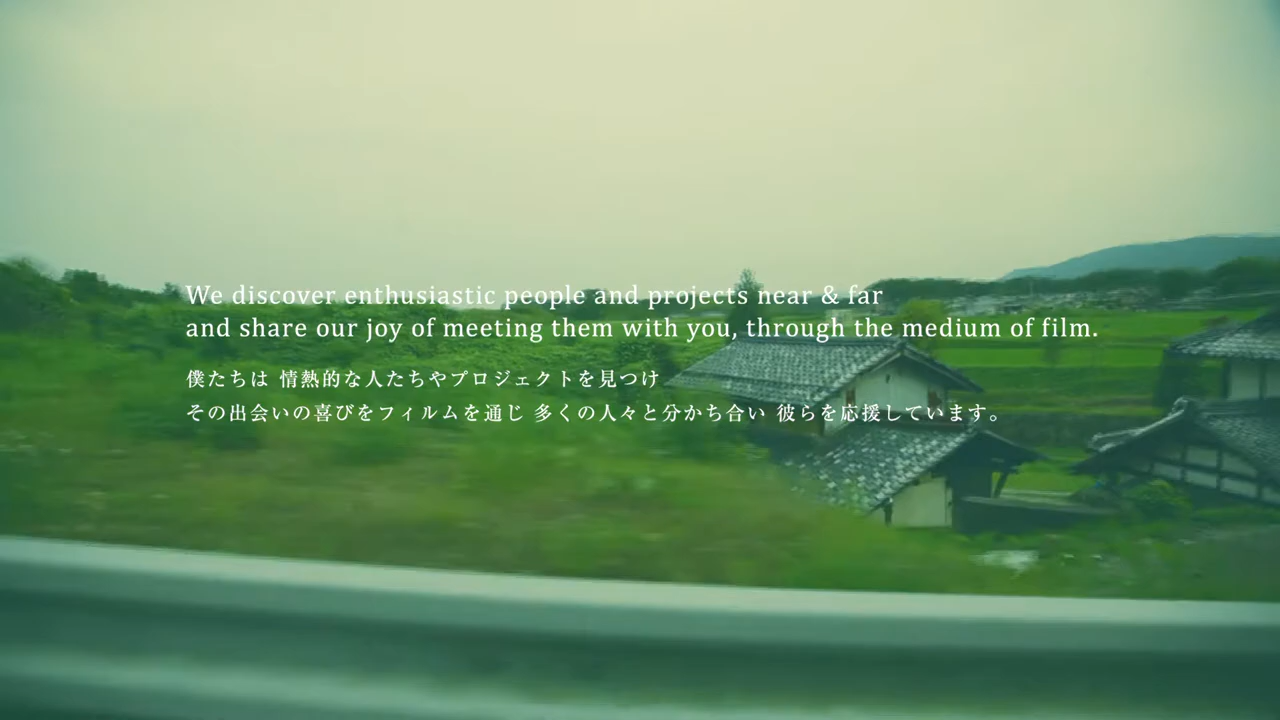 We discover enthusiastic people and projects near & far
and share our joy of meeting them with you, through the medium of film.
僕たちは 情熱的な人たちやプロジェクトを見つけ
その出会いの喜びをフィルムを通じ 多くの人々と分かち合い 彼らを応援しています。